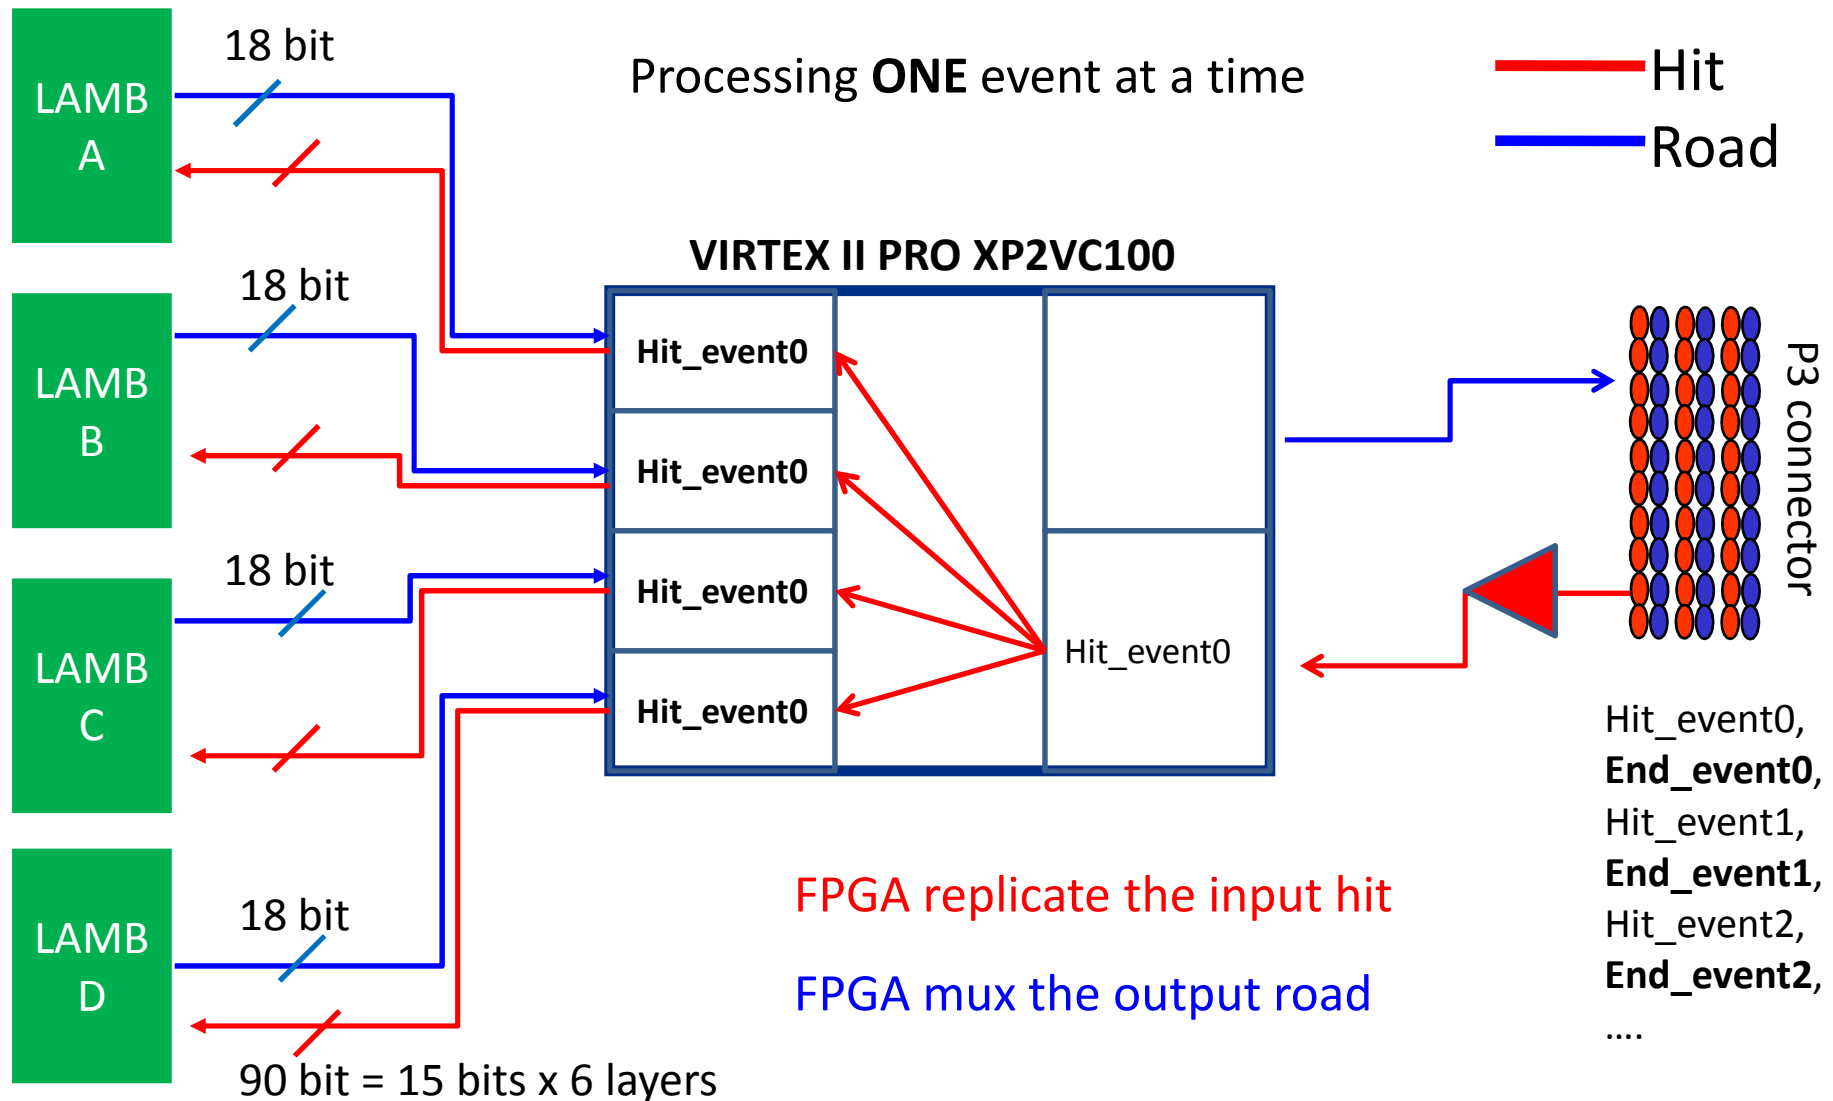 18 bit
Processing ONE event at a time
Hit
Road
LAMB
A
VIRTEX II PRO XP2VC100
18 bit
LAMB
B
Hit_event0
Hit_event0
Hit_event0
Hit_event0
Hit_event0
P3 connector
18 bit
LAMB
C
Hit_event0,
End_event0,
Hit_event1,
End_event1,
Hit_event2,
End_event2,
....
FPGA replicate the input hit
FPGA mux the output road
18 bit
LAMB
D
90 bit = 15 bits x 6 layers